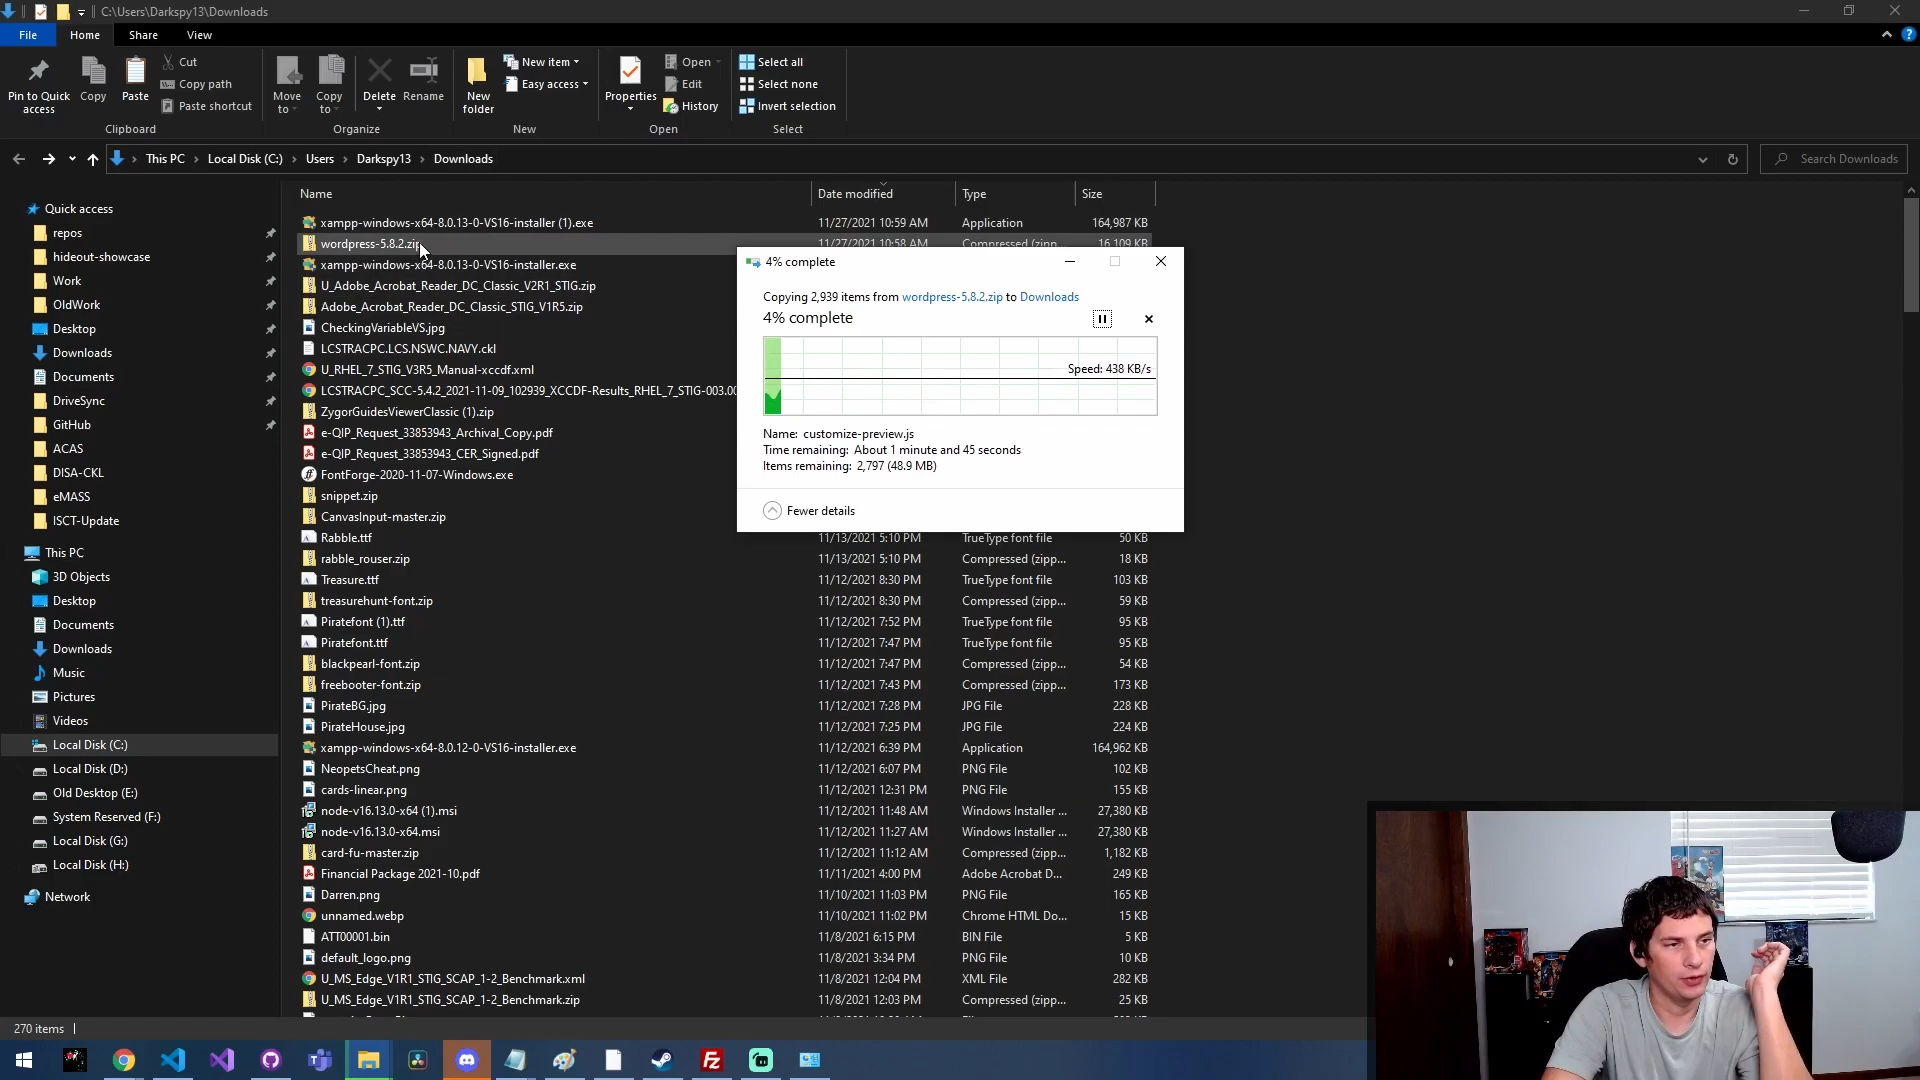 C:\Users\Darkspy13\Downloads
File Home Share View
Pin to Quick access
Copy
Paste
Cut
Copy path
Paste shortcut
Clipboard
Move to
Copy to
Delete
Rename
Organize
New folder
New item
Easy access
New
Properties
Open
Edit
History
Open
Select all
Select none
Invert selection
Select
This PC > Local Disk (C:) > Users > Darkspy13 > Downloads
Search Downloads
Quick access
repos
hideout-showcase
Work
OldWork
Desktop
Downloads
Documents
DriveSync
GitHub
ACAS
DISA-CKL
eMASS
ISCT-Update
This PC
3D Objects
Desktop
Documents
Downloads
Music
Pictures
Videos
Local Disk (C:)
Local Disk (D:)
Old Desktop (E:)
System Reserved (F:)
Local Disk (G:)
Local Disk (H:)
Network
Name Date modified Type Size
xampp-windows-x64-8.0.13-0-VS16-installer (1).exe 11/27/2021 10:59 AM Application 164,987 KB
wordpress-5.8.2.zip 11/27/2021 10:58 AM Compressed (zipp... 16,109 KB
xampp-windows-x64-8.0.13-0-VS16-installer.exe
U_Adobe_Acrobat_Reader_DC_Classic_V2R1_STIG.zip
Adobe_Acrobat_Reader_DC_Classic_STIG_V1R5.zip
CheckingVariableVS.jpg
LCSTRACPC.LCS.NSWC.NAVY.ckl
U_RHEL_7_STIG_V3R5_Manual-xccdf.xml
LCSTRACPC_SCC-5.4.2_2021-11-09_102939_XCCDF-Results_RHEL_7_STIG-003.00
ZygorGuidesViewerClassic (1).zip
e-QIP_Request_33853943_Archival_Copy.pdf
e-QIP_Request_33853943_CER_Signed.pdf
FontForge-2020-11-07-Windows.exe
snippet.zip
CanvasInput-master.zip
Rabble.ttf 11/13/2021 5:10 PM TrueType font file 50 KB
rabble_rouser.zip 11/13/2021 5:10 PM Compressed (zipp... 18 KB
Treasure.ttf 11/12/2021 8:30 PM TrueType font file 103 KB
treasurehunt-font.zip 11/12/2021 8:30 PM Compressed (zipp... 59 KB
Piratefont (1).ttf 11/12/2021 7:52 PM TrueType font file 95 KB
Piratefont.ttf 11/12/2021 7:47 PM TrueType font file 95 KB
blackpearl-font.zip 11/12/2021 7:47 PM Compressed (zipp... 54 KB
freebooter-font.zip 11/12/2021 7:43 PM Compressed (zipp... 173 KB
PirateBG.jpg 11/12/2021 7:28 PM JPG File 228 KB
PirateHouse.jpg 11/12/2021 7:25 PM JPG File 224 KB
xampp-windows-x64-8.0.12-0-VS16-installer.exe 11/12/2021 6:39 PM Application 164,962 KB
NeopetsCheat.png 11/12/2021 6:07 PM PNG File 102 KB
cards-linear.png 11/12/2021 12:31 PM PNG File 155 KB
node-v16.13.0-x64 (1).msi 11/12/2021 11:48 AM Windows Installer ... 27,380 KB
node-v16.13.0-x64.msi 11/12/2021 11:27 AM Windows Installer ... 27,380 KB
card-fu-master.zip 11/12/2021 11:12 AM Compressed (zipp... 1,182 KB
Financial Package 2021-10.pdf 11/11/2021 4:00 PM Adobe Acrobat D... 249 KB
Darren.png 11/10/2021 11:03 PM PNG File 165 KB
unnamed.webp 11/10/2021 11:02 PM Chrome HTML Do... 15 KB
ATT00001.bin 11/8/2021 6:15 PM BIN File 5 KB
default_logo.png 11/8/2021 3:34 PM PNG File 10 KB
U_MS_Edge_V1R1_STIG_SCAP_1-2_Benchmark.xml 11/8/2021 12:04 PM XML File 282 KB
U_MS_Edge_V1R1_STIG_SCAP_1-2_Benchmark.zip 11/8/2021 12:03 PM Compressed (zipp... 25 KB
4% complete
Copying 2,939 items from wordpress-5.8.2.zip to Downloads
4% complete
Speed: 438 KB/s
Name: customize-preview.js
Time remaining: About 1 minute and 45 seconds
Items remaining: 2,797 (48.9 MB)
Fewer details
270 items